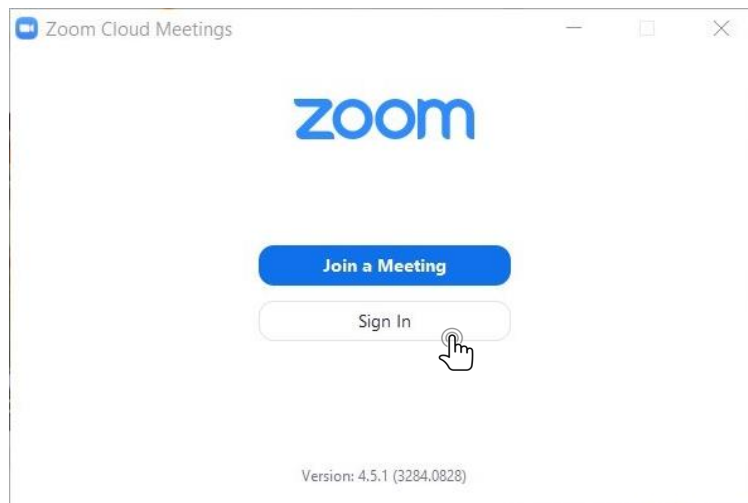 Zoom Cloud Meetings
zoom
Join a Meeting
Sign In
Version: 4.5.1 (3284.0828)